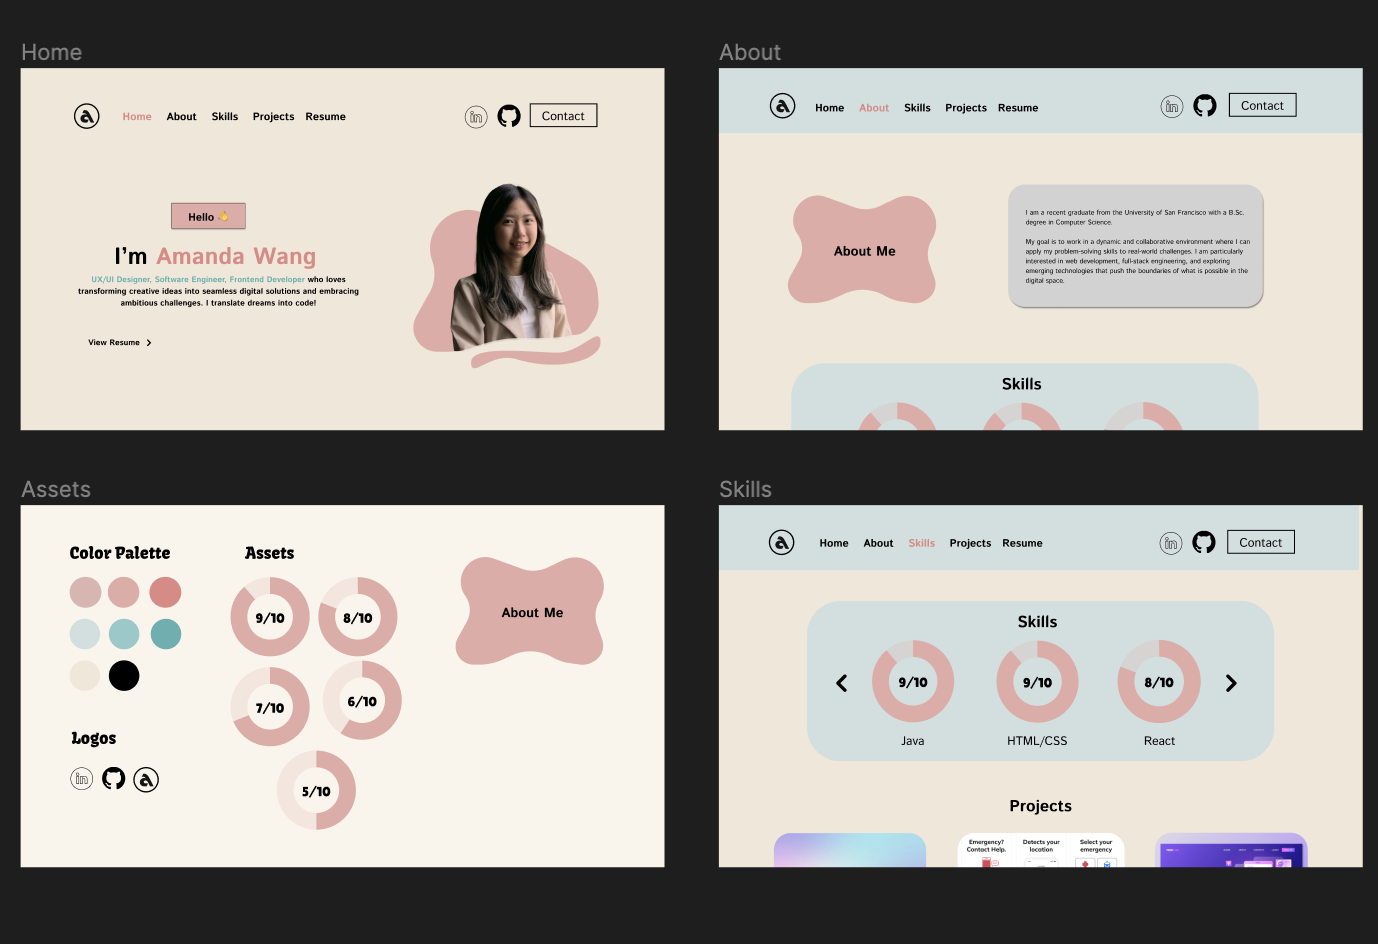 Home
Home About Skills Projects Resume
in
Contact
Hello
I'm Amanda Wang
UX/UI Designer, Software Engineer, Frontend Developer who loves
transforming creative ideas into seamless digital solutions and embracing
ambitious challenges. I translate dreams into code!
View Resume
About
Home About Skills Projects Resume
in
Contact
About Me
I am a recent graduate from the University of San Francisco with a B.Sc.
degree in Computer Science.
My goal is to work in a dynamic and collaborative environment where I can
apply my problem-solving skills to real-world challenges. I am particularly
interested in web development, full-stack engineering, and exploring
emerging technologies that push the boundaries of what is possible in the
digital space.
Skills
Assets
Color Palette
Assets
9/10
8/10
7/10
6/10
5/10
About Me
Logos
in
Skills
Home About Skills Projects Resume
in
Contact
Skills
9/10
9/10
8/10
Java
HTML/CSS
React
Projects
Emergency?
Contact Help.
Detects your
location
Select your
emergency